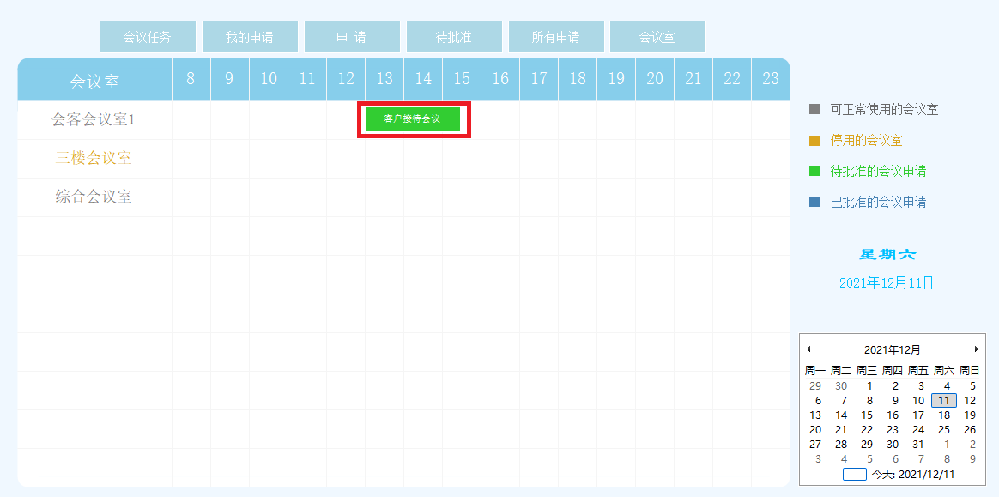 会议任务 我的申请 申 请 待批准 所有申请 会议室
会议室 8 9 10 11 12 13 14 15 16 17 18 19 20 21 22 23
会客会议室1 客户接待会议
三楼会议室
综合会议室
可正常使用的会议室
停用的会议室
待批准的会议申请
已批准的会议申请
星期六
2021年12月11日
2021年12月
周一 周二 周三 周四 周五 周六 周日
29 30 1 2 3 4 5
6 7 8 9 10 11 12
13 14 15 16 17 18 19
20 21 22 23 24 25 26
27 28 29 30 31 1 2
3 4 5 6 7 8 9
今天: 2021/12/11